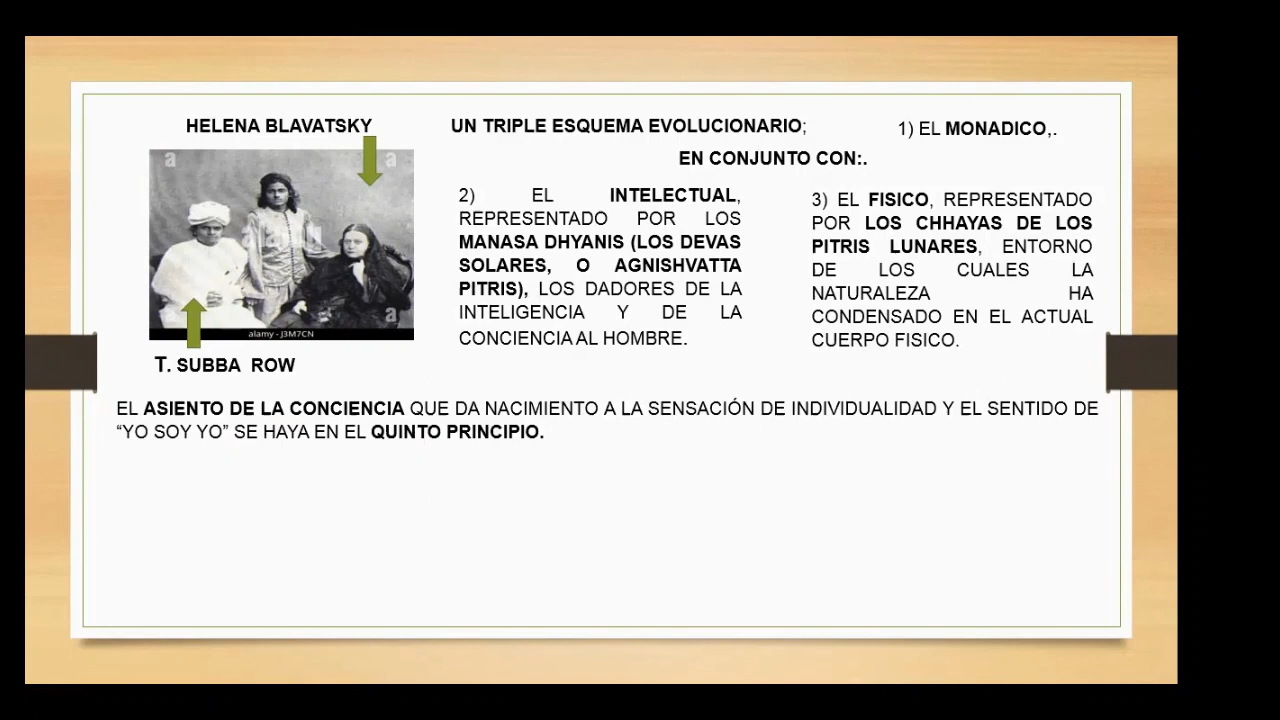 HELENA BLAVATSKY
a
a
a
alamy - J3M7CN
T. SUBBA ROW
UN TRIPLE ESQUEMA EVOLUCIONARIO;
1) EL MONADICO,.
EN CONJUNTO CON:.
2) EL INTELECTUAL,
REPRESENTADO POR LOS
MANASA DHYANIS (LOS DEVAS
SOLARES, O AGNISHVATTA
PITRIS), LOS DADORES DE LA
INTELIGENCIA Y DE LA
CONCIENCIA AL HOMBRE.
3) EL FISICO, REPRESENTADO
POR LOS CHHAYAS DE LOS
PITRIS LUNARES, ENTORNO
DE LOS CUALES LA
NATURALEZA HA
CONDENSADO EN EL ACTUAL
CUERPO FISICO.
EL ASIENTO DE LA CONCIENCIA QUE DA NACIMIENTO A LA SENSACIÓN DE INDIVIDUALIDAD Y EL SENTIDO DE
“YO SOY YO” SE HAYA EN EL QUINTO PRINCIPIO.